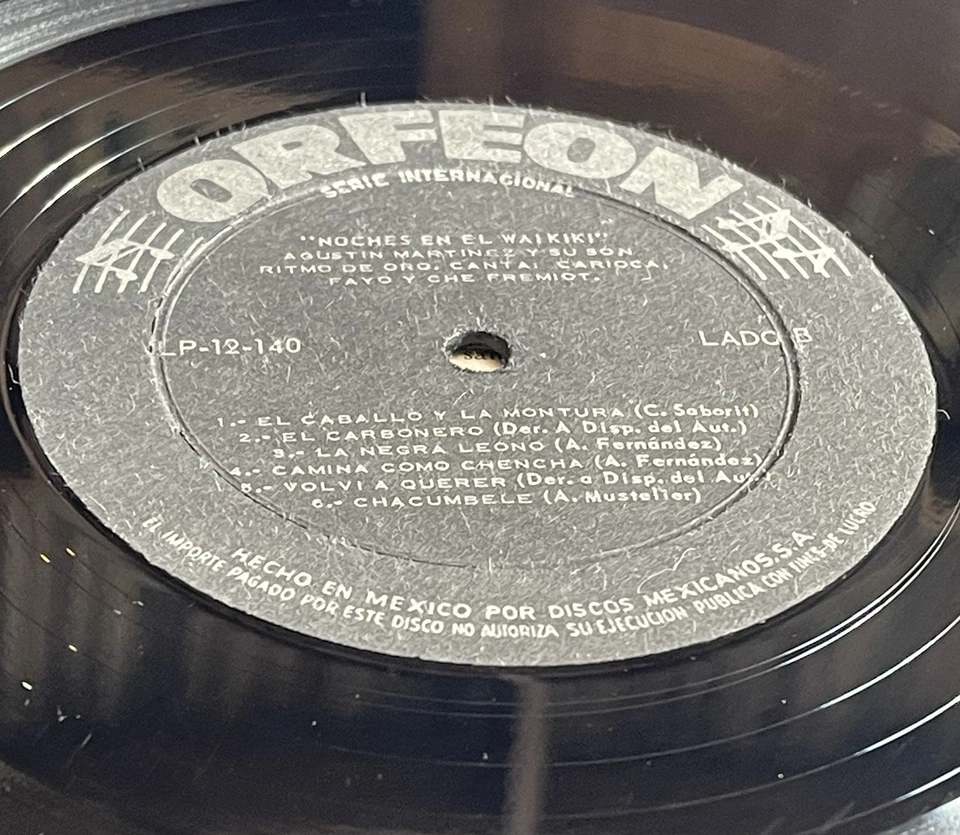 ORFEON
SERIE INTERNACIONAL
"NOCHES EN EL WAIKIKI"
AGUSTIN MARTINEZ Y SU SON
RITMO DE ORO. CANTA: CARIOCA,
FAYO Y CHE FREMIOT.
LP-12-140
LADO B
1.- EL CABALLO Y LA MONTURA (C. Saborit)
2.- EL CARBONERO (Der. A Disp. del Aut.)
3.- LA NEGRA LEONO (A. Fernández)
4.- CAMINA COMO CHENCHA (A. Fernández)
5.- VOLVI A QUERER (Der. a Disp. del Aut.)
6.- CHACUMBELE (A. Mustelier)
HECHO EN MEXICO POR DISCOS MEXICANOS, S.A.
EL IMPORTE PAGADO POR ESTE DISCO NO AUTORIZA SU EJECUCION PUBLICA CON FINES DE LUCRO